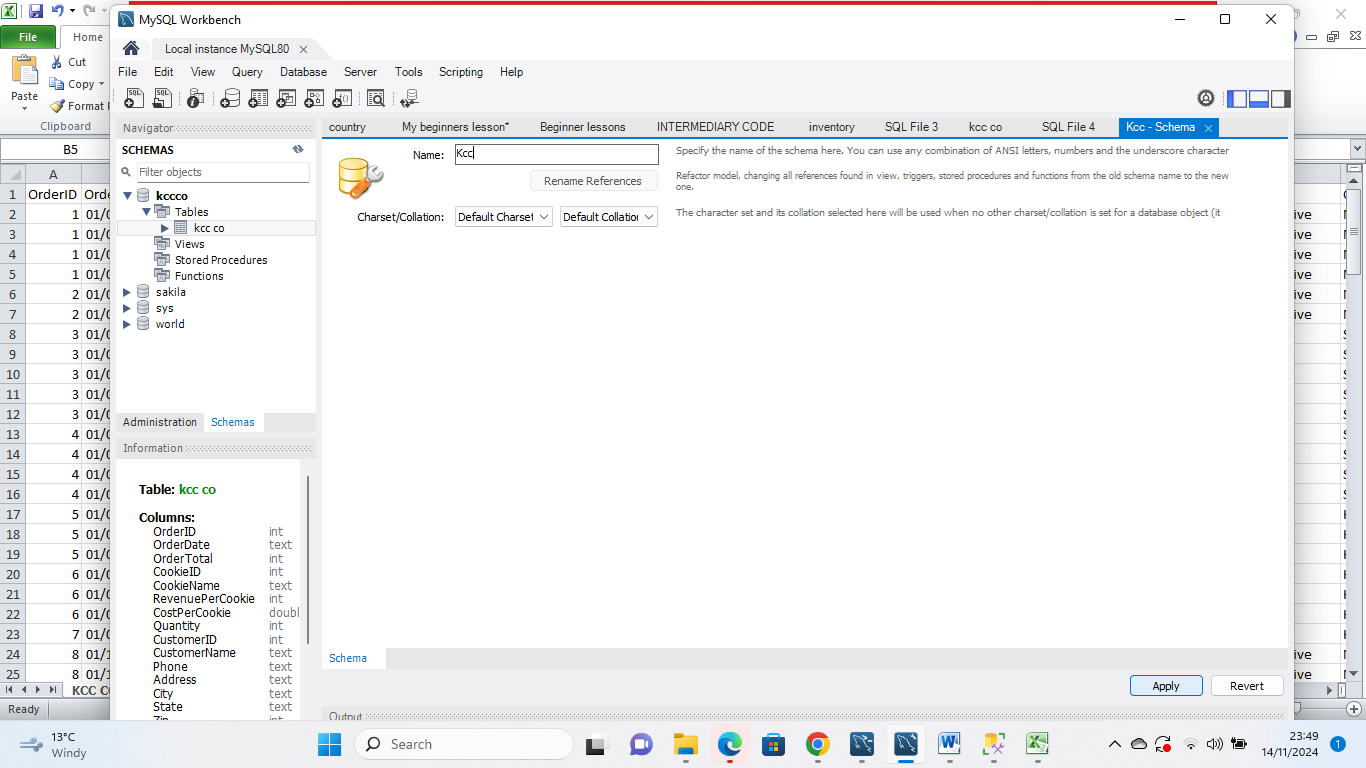 MySQL Workbench
File Home
Local instance MySQL80
File Edit View Query Database Server Tools Scripting Help
Cut
Copy
Paste
Format
Clipboard
Navigator
country My beginners lesson* Beginner lessons INTERMEDIARY CODE inventory SQL File 3 kcc co SQL File 4 Kcc - Schema
B5
SCHEMAS
Filter objects
Name: Kcc
Specify the name of the schema here. You can use any combination of ANSI letters, numbers and the underscore character
Rename References
Refactor model, changing all references found in view, triggers, stored procedures and functions from the old schema name to the new
one.
Charset/Collation: Default Charset Default Collation
The character set and its collation selected here will be used when no other charset/collation is set for a database object (it
kccco
Tables
kcc co
Views
Stored Procedures
Functions
sakila
sys
world
Administration Schemas
Information
Table: kcc co
Columns:
OrderID int
OrderDate text
OrderTotal int
CookieID int
CookieName text
RevenuePerCookie int
CostPerCookie doubl
Quantity int
CustomerID int
CustomerName text
Phone text
Address text
City text
State text
Zip int
A
1 OrderID Orde
2 1 01/0
3 1 01/0
4 1 01/0
5 1 01/0
6 2 01/0
7 2 01/0
8 3 01/0
9 3 01/0
10 3 01/0
11 3 01/0
12 3 01/0
13 4 01/0
14 4 01/0
15 4 01/0
16 4 01/0
17 5 01/0
18 5 01/0
19 5 01/0
20 6 01/0
21 6 01/0
22 6 01/0
23 7 01/0
24 8 01/1
25 8 01/1
ive
ive
ive
ive
ive
ive
ive
ive
Schema
Apply Revert
Output
KCC CO
Ready
13°C
Windy
Search
23:49
14/11/2024
1